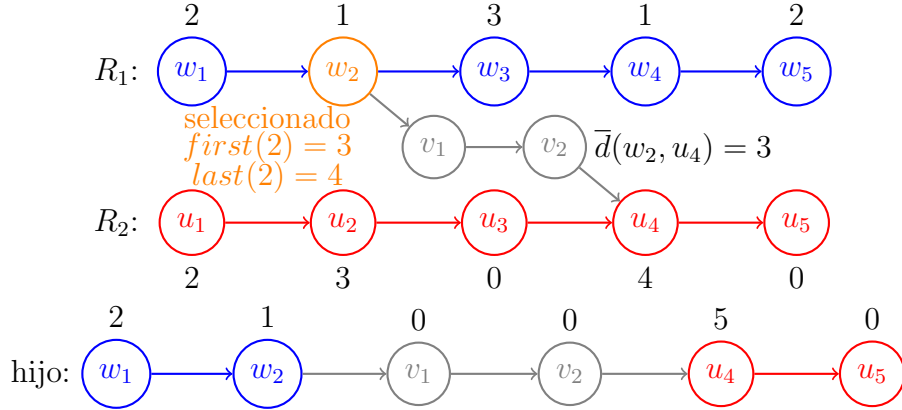 2 1 3 1 2
R₁: w₁ w₂ w₃ w₄ w₅
seleccionado
first(2) = 3
last(2) = 4
v₁ v₂ d̅(w₂, u₄) = 3
R₂: u₁ u₂ u₃ u₄ u₅
2 3 0 4 0
2 1 0 0 5 0
hijo: w₁ w₂ v₁ v₂ u₄ u₅